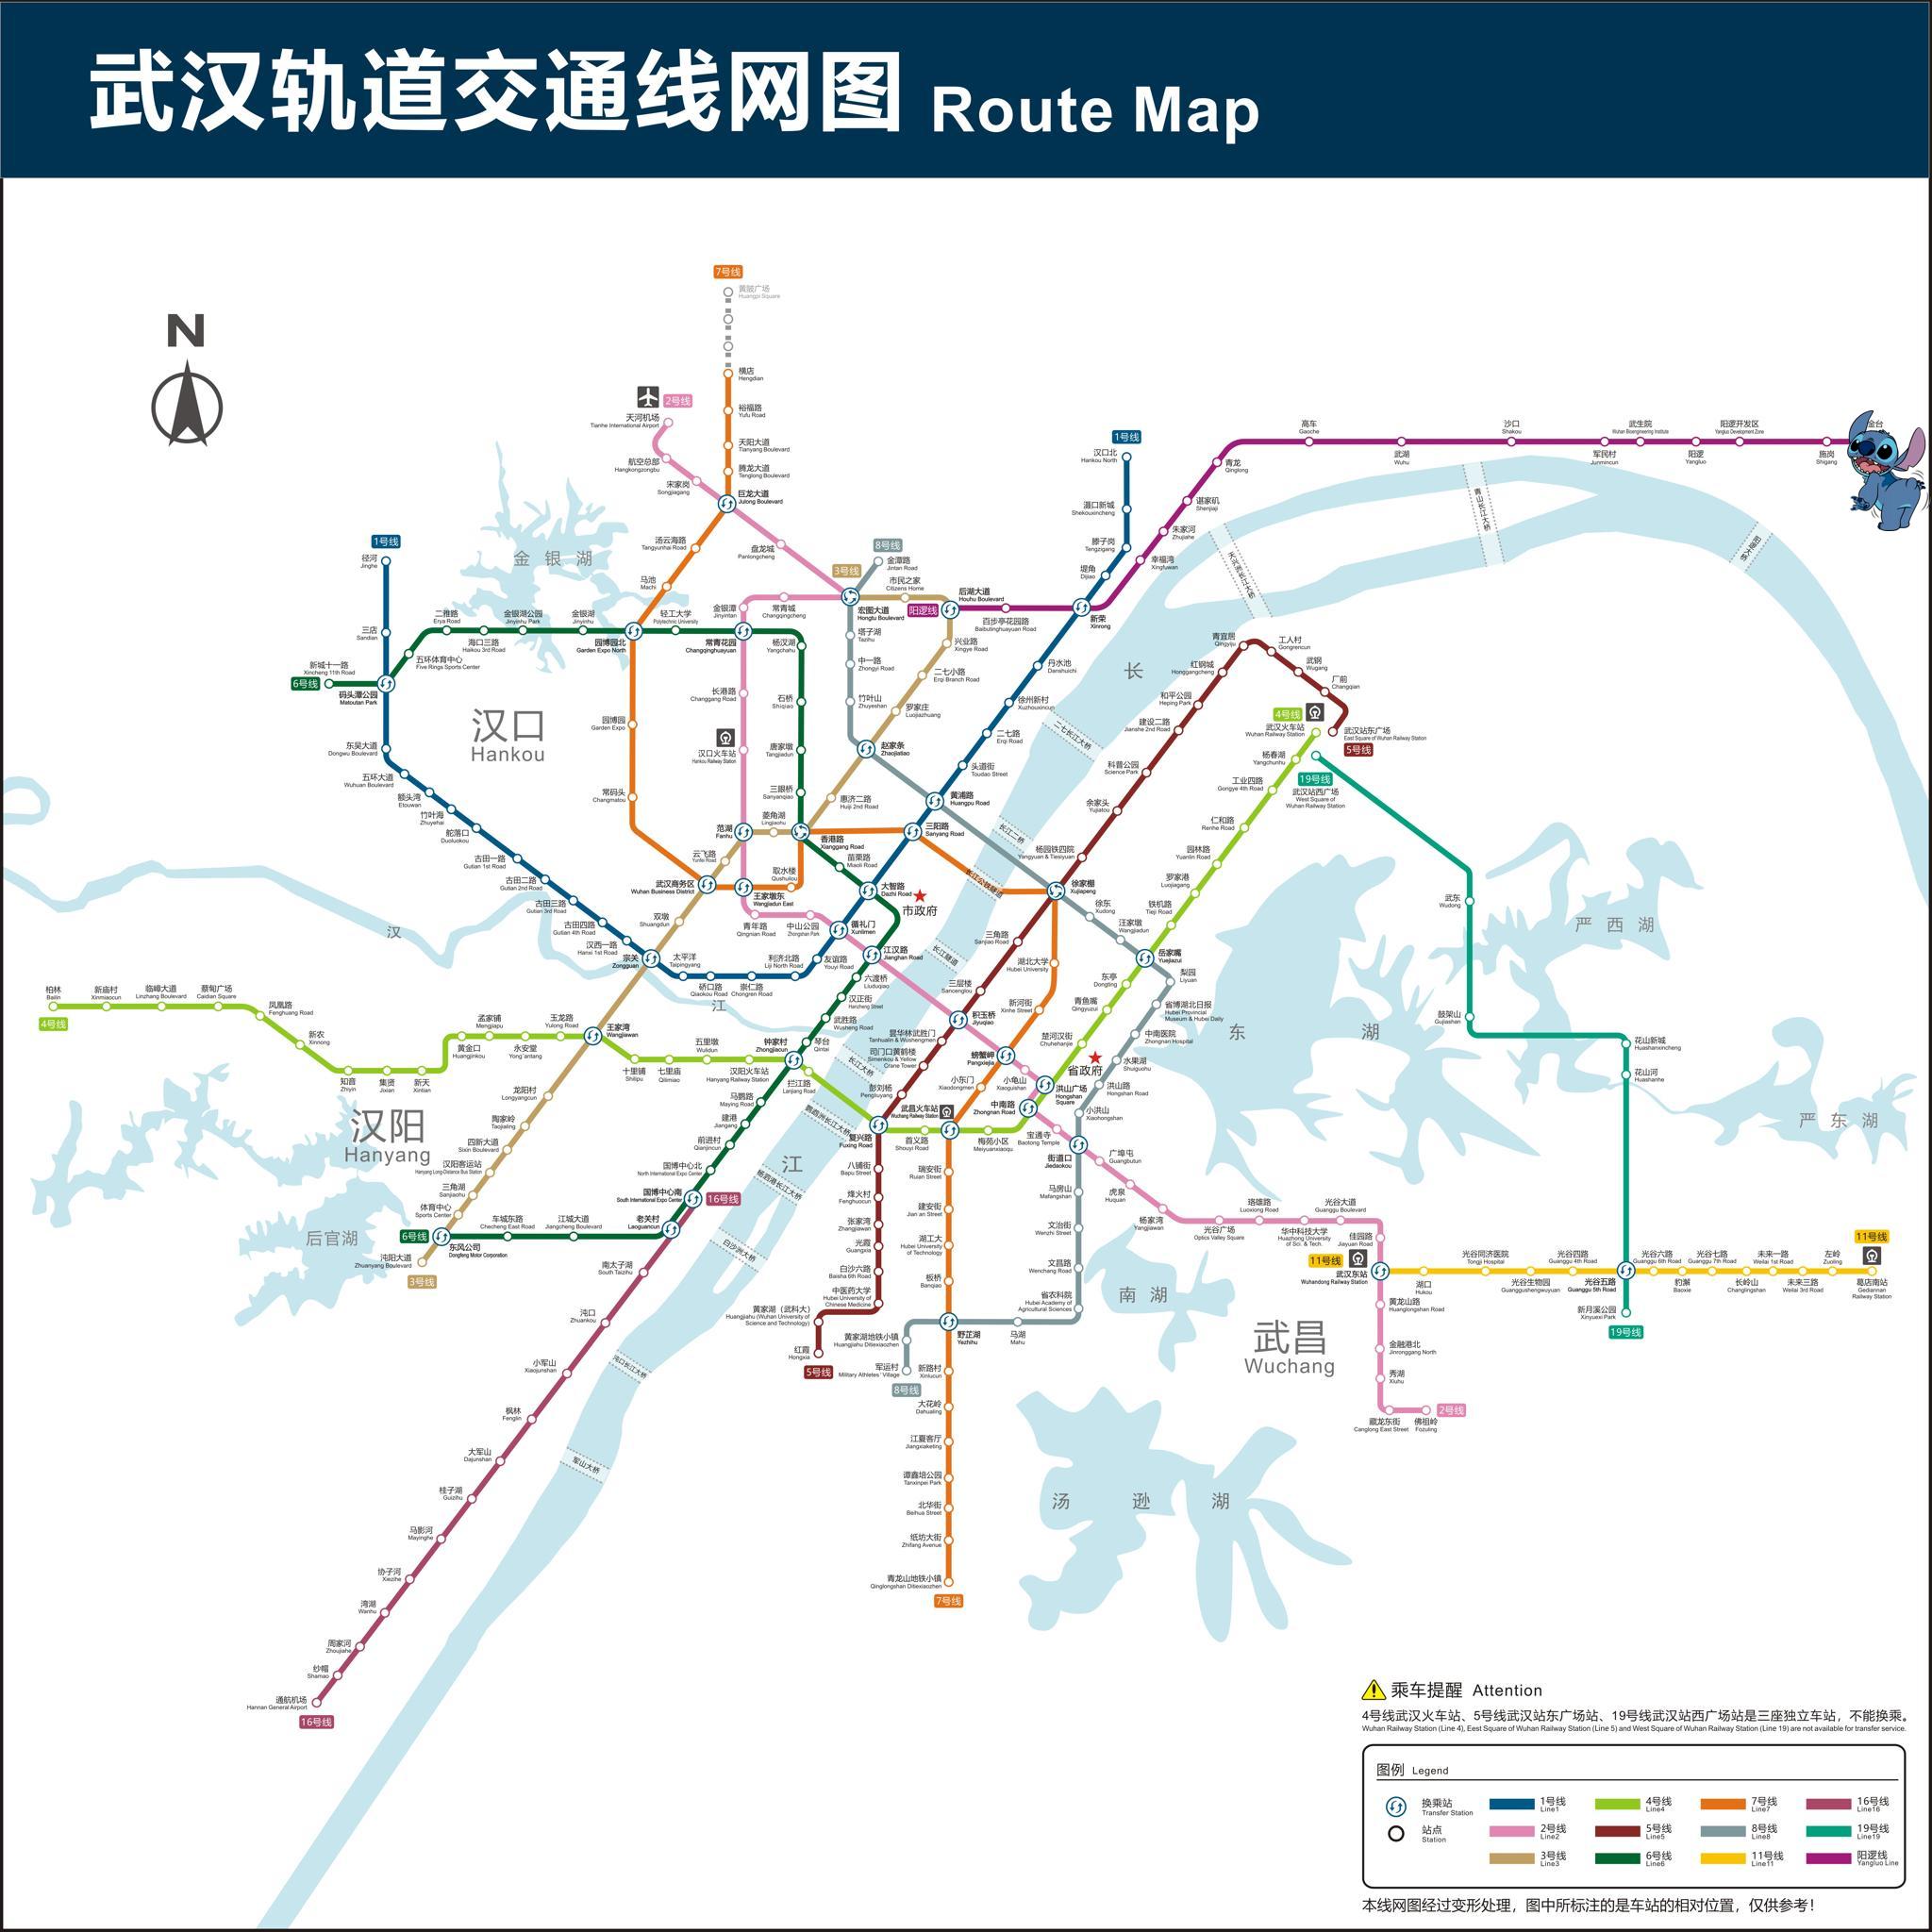 武汉轨道交通线网图 Route Map
N
7号线
黄陂广场
Huangpi Square
横店
Hengdian
裕福路
Yufu Road
天阳大道
Tianyang Boulevard
腾龙大道
Tenglong Boulevard
巨龙大道
Julong Boulevard
2号线
天河机场
Tianhe International Airport
航空总部
Hangkongzongbu
宋家岗
Songjiagang
盘龙城
Panlongcheng
汤云海路
Tangyunhai Road
马池
Machi
1号线
汉口北
Hankou North
滠口新城
Shekouxincheng
滕子岗
Tengzigang
堤角
Dijiao
新荣
Xinrong
高车
Gaoche
武湖
Wuhu
沙口
Shakou
军民村
Junmincun
武生院
Wuhan Bioengineering Institute
阳逻
Yangluo
阳逻开发区
Yangluo Development Zone
施岗
Shigang
金台
青龙
Qinglong
谌家矶
Shenjiaji
朱家河
Zhujiahe
幸福湾
Xingfuwan
青山长江大桥
天兴洲长江大桥
阳逻大桥
1号线
径河
Jinghe
三店
Sandian
金银湖
8号线
金潭路
Jintan Road
3号线
市民之家
Citizens Home
宏图大道
Hongtu Boulevard
阳逻线
后湖大道
Houhu Boulevard
百步亭花园路
Baibutinghuayuan Road
二雅路
Erya Road
海口三路
Haikou 3rd Road
金银湖公园
Jinyinhu Park
金银湖
Jinyinhu
园博园北
Garden Expo North
轻工大学
Polytechnic University
金银潭
Jinyintan
常青城
Changqingcheng
常青花园
Changqinghuayuan
杨汊湖
Yangchahu
五环体育中心
Five Rings Sports Center
新城十一路
Xincheng 11th Road
6号线
码头潭公园
Matoutan Park
塔子湖
Tazihu
中一路
Zhongyi Road
竹叶山
Zhuyeshan
兴业路
Xingye Road
二七小路
Erqi Branch Road
罗家庄
Luojiazhuang
赵家条
Zhaojiatiao
丹水池
Danshuichi
徐州新村
Xuzhouxincun
二七路
Erqi Road
头道街
Toudao Street
黄浦路
Huangpu Road
二七长江大桥
长
汉口
Hankou
东吴大道
Dongwu Boulevard
五环大道
Wuhuan Boulevard
额头湾
Etouwan
竹叶海
Zhuyehai
舵落口
Duoluokou
古田一路
Gutian 1st Road
古田二路
Gutian 2nd Road
古田三路
Gutian 3rd Road
古田四路
Gutian 4th Road
汉西一路
Hanxi 1st Road
宗关
Zongguan
园博园
Garden Expo
常码头
Changmatou
长港路
Changgang Road
汉口火车站
Hankou Railway Station
石桥
Shiqiao
唐家墩
Tangjiadun
三眼桥
Sanyanqiao
惠济二路
Huiji 2nd Road
范湖
Fanhu
菱角湖
Lingjiaohu
香港路
Xianggang Road
三阳路
Sanyang Road
云飞路
Yunfei Road
武汉商务区
Wuhan Business District
王家墩东
Wangjiadun East
取水楼
Qushuilou
苗栗路
Miaoli Road
大智路
Dazhi Road
市政府
双墩
Shuangdun
青年路
Qingnian Road
中山公园
Zhongshan Park
循礼门
Xunlimen
江汉路
Jianghan Road
太平洋
Taipingyang
硚口路
Qiaokou Road
崇仁路
Chongren Road
利济北路
Liji North Road
友谊路
Youyi Road
六渡桥
Liuduqiao
汉正街
Hanzheng Street
武胜路
Wusheng Road
琴台
Qintai
汉
江
青宜居
Qingyiju
工人村
Gongrencun
武钢
Wugang
厂前
Changqian
武汉站东广场
East Square of Wuhan Railway Station
5号线
红钢城
Honggangcheng
和平公园
Heping Park
建设二路
Jianshe 2nd Road
科普公园
Science Park
余家头
Yujiatou
杨园铁四院
Yangyuan & Tiesiyuan
徐家棚
Xujiapeng
4号线
武汉火车站
Wuhan Railway Station
杨春湖
Yangchunhu
19号线
武汉站西广场
West Square of
Wuhan Railway Station
工业四路
Gongye 4th Road
仁和路
Renhe Road
园林路
Yuanlin Road
罗家港
Luojiagang
铁机路
Tieji Road
徐东
Xudong
汪家墩
Wangjiadun
岳家嘴
Yuejiazui
长江二桥
长江公铁隧道
长江隧道
三角路
Sanjiao Road
三层楼
Sancenglou
积玉桥
Jiyuqiao
湖北大学
Hubei University
新河街
Xinhe Street
螃蟹岬
Pangxiejia
东亭
Dongting
青鱼嘴
Qingyuzui
楚河汉街
Chuhehanjie
梨园
Liyuan
省博湖北日报
Hubei Provincial
Museum & Hubei Daily
中南医院
Zhongnan Hospital
水果湖
Shuiguohu
洪山路
Hongshan Road
小洪山
Xiaohongshan
省政府
小龟山
Xiaoguishan
洪山广场
Hongshan
Square
中南路
Zhongnan Road
宝通寺
Baotong Temple
街道口
Jiedaokou
昙华林武胜门
Tanhualin & Wushengmen
司门口黄鹤楼
Simenkou & Yellow
Crane Tower
彭刘杨
Pengliuyang
复兴路
Fuxing Road
小东门
Xiaodongmen
武昌火车站
Wuchang Railway Station
首义路
Shouyi Road
梅苑小区
Meiyuanxiaoqu
武东
Wudong
鼓架山
Gujiashan
花山新城
Huashanxincheng
花山河
Huashanhe
东湖
严西湖
严东湖
柏林
Bailin
4号线
新庙村
Xinmiaocun
临嶂大道
Linzhang Boulevard
蔡甸广场
Caidian Square
凤凰路
Fenghuang Road
新农
Xinnong
知音
Zhiyin
集贤
Jixian
新天
Xintian
黄金口
Huangjinkou
孟家铺
Mengjiapu
永安堂
Yong'antang
玉龙路
Yulong Road
王家湾
Wangjiawan
十里铺
Shilipu
七里庙
Qilimiao
五里墩
Wulidun
汉阳火车站
Hanyang Railway Station
钟家村
Zhongjiacun
拦江路
Lanjiang Road
长江大桥
鹦鹉洲长江大桥
杨泗港长江大桥
白沙洲大桥
江
汉阳
Hanyang
龙阳村
Longyangcun
陶家岭
Taojialing
四新大道
Sixin Boulevard
汉阳客运站
Hanyang Long Distance Bus Station
三角湖
Sanjiaohu
体育中心
Sports Center
6号线
东风公司
Dongfeng Motor Corporation
沌阳大道
Zhuanyang Boulevard
3号线
后官湖
马鹦路
Maying Road
建港
Jiangang
前进村
Qianjincun
国博中心北
North International Expo Center
国博中心南
South International Expo Center
16号线
老关村
Laoguancun
江城大道
Jiangcheng Boulevard
车城东路
Checheng East Road
南太子湖
South Taizihu
沌口
Zhuankou
小军山
Xiaojunshan
沌口长江大桥
枫林
Fenglin
大军山
Dajunshan
军山大桥
桂子湖
Guizihu
马影河
Mayinghe
协子河
Xiezihe
湾湖
Wanhu
周家河
Zhoujiahe
纱帽
Shamao
通航机场
Hannan General Airport
16号线
八铺街
Bapu Street
烽火村
Fenghuocun
张家湾
Zhangjiawan
光霞
Guangxia
白沙六路
Baisha 6th Road
中医药大学
Hubei University of
Chinese Medicine
黄家湖（武科大）
Huangjiahu (Wuhan University of
Science and Technology)
红霞
Hongxia
5号线
瑞安街
Ruian Street
建安街
Jian'an Street
湖工大
Hubei University
of Technology
板桥
Banqiao
野芷湖
Yezhihu
马湖
Mahu
黄家湖地铁小镇
Huangjiahu Ditiexiaozhen
军运村
Military Athletes' Village
8号线
新路村
Xinlucun
大花岭
Dahualing
江夏客厅
Jiangxiaketing
谭鑫培公园
Tanxinpei Park
北华街
Beihua Street
纸坊大街
Zhifang Avenue
青龙山地铁小镇
Qinglongshan Ditiexiaozhen
7号线
马房山
Mafangshan
文治街
Wenzhi Street
文昌路
Wenchang Road
省农科院
Hubei Academy of
Agricultural Sciences
广埠屯
Guangbutun
虎泉
Huquan
杨家湾
Yangjiawan
光谷广场
Optics Valley Square
珞雄路
Luoxiong Road
华中科技大学
Huazhong University
of Sci. & Tech.
光谷大道
Guanggu Boulevard
佳园路
Jiayuan Road
11号线
武汉东站
Wuhandong Railway Station
湖口
Hukou
光谷同济医院
Tongji Hospital
光谷生物园
Guanggushengwuyuan
光谷四路
Guanggu 4th Road
光谷五路
Guanggu 5th Road
光谷六路
Guanggu 6th Road
豹澥
Baoxie
光谷七路
Guanggu 7th Road
长岭山
Changlingshan
未来一路
Weilai 1st Road
未来三路
Weilai 3rd Road
左岭
Zuoling
11号线
葛店南站
Gediannan
Railway Station
新月溪公园
Xinyuexi Park
19号线
黄龙山路
Huanglongshan Road
金融港北
Jinronggang North
秀湖
Xiuhu
藏龙东街
Canglong East Street
佛祖岭
Fozuling
2号线
南湖
武昌
Wuchang
汤逊湖
乘车提醒 Attention
4号线武汉火车站、5号线武汉站东广场站、19号线武汉站西广场站是三座独立车站，不能换乘。
Wuhan Railway Station (Line 4), Eest Square of Wuhan Railway Station (Line 5) and West Square of Wuhan Railway Station (Line 19) are not available for transfer service.
图例 Legend
换乘站
Transfer Station
站点
Station
1号线
Line1
2号线
Line2
3号线
Line3
4号线
Line4
5号线
Line5
6号线
Line6
7号线
Line7
8号线
Line8
11号线
Line11
16号线
Line16
19号线
Line19
阳逻线
Yangluo Line
本线网图经过变形处理，图中所标注的是车站的相对位置，仅供参考！